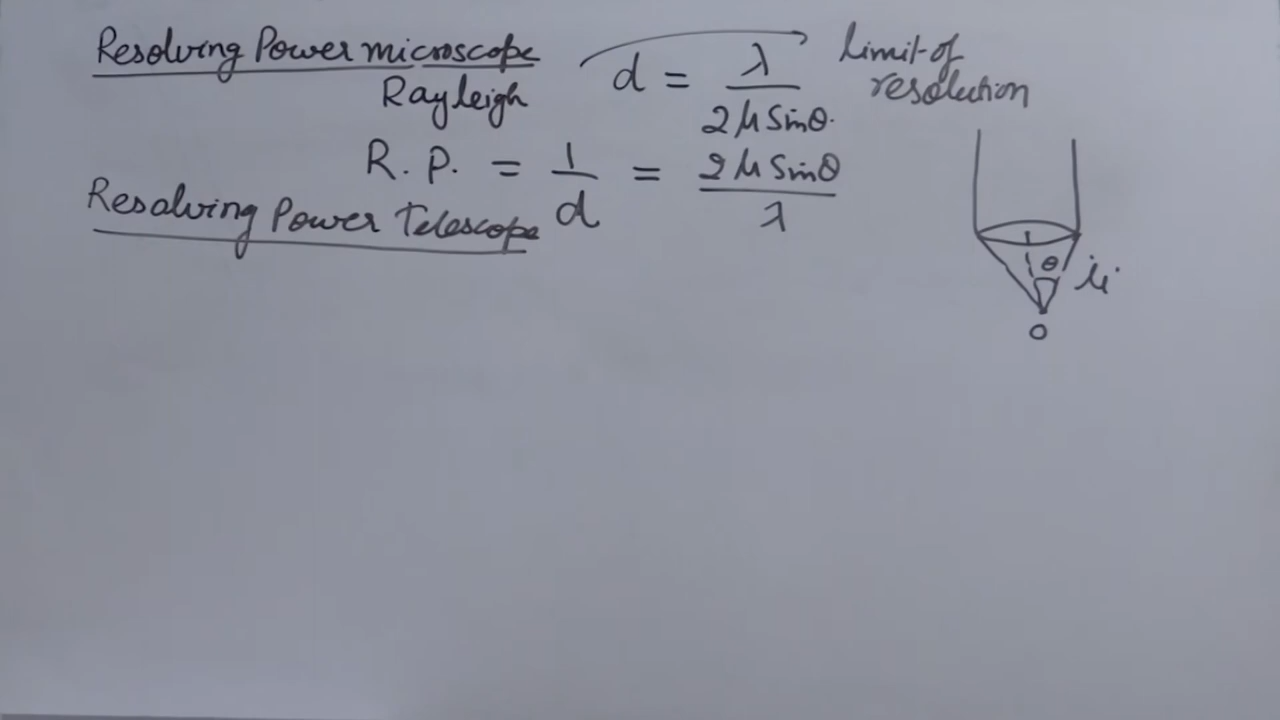 Resolving Power microscope
Rayleigh
d = λ / 2μ Sinθ.
Limit of
resolution
R. P. = 1 / d = 2μ Sinθ / λ
Resolving Power Telescope
θ
μ
O